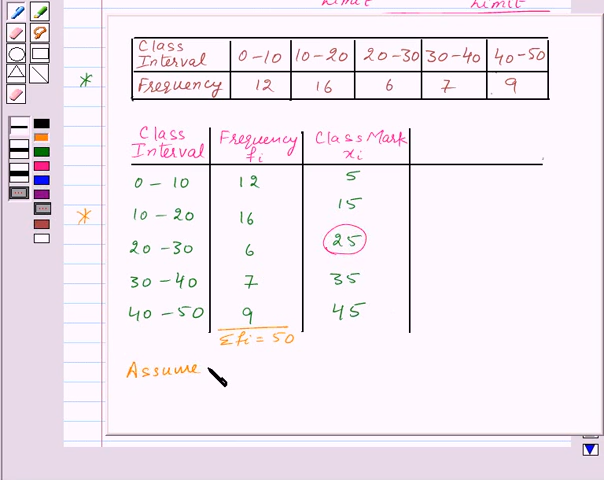 Limit Limit
Class Interval 0-10 10-20 20-30 30-40 40-50
* Frequency 12 16 6 7 9
Class Interval Frequency fi Class Mark xi
0 - 10 12 5
* 10 - 20 16 15
20 - 30 6 25
30 - 40 7 35
40 - 50 9 45
Σfi = 50
Assume